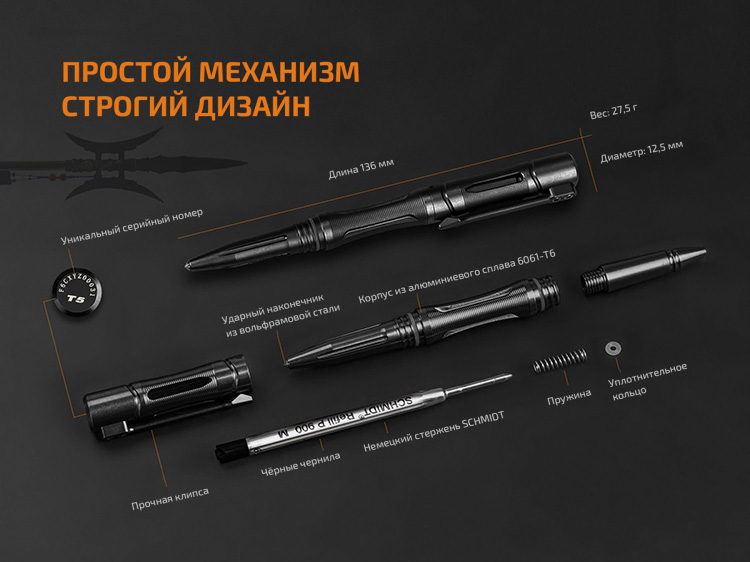 ПРОСТОЙ МЕХАНИЗМ
СТРОГИЙ ДИЗАЙН
Вес: 27,5 г
Длина 136 мм
Диаметр: 12,5 мм
Уникальный серийный номер
T5
Ударный наконечник
из вольфрамовой стали
Корпус из алюминиевого сплава 6061-T6
Пружина
Уплотнительное
кольцо
SCHMIDT® Refill P 900 M
Немецкий стержень SCHMIDT
Чёрные чернила
Прочная клипса